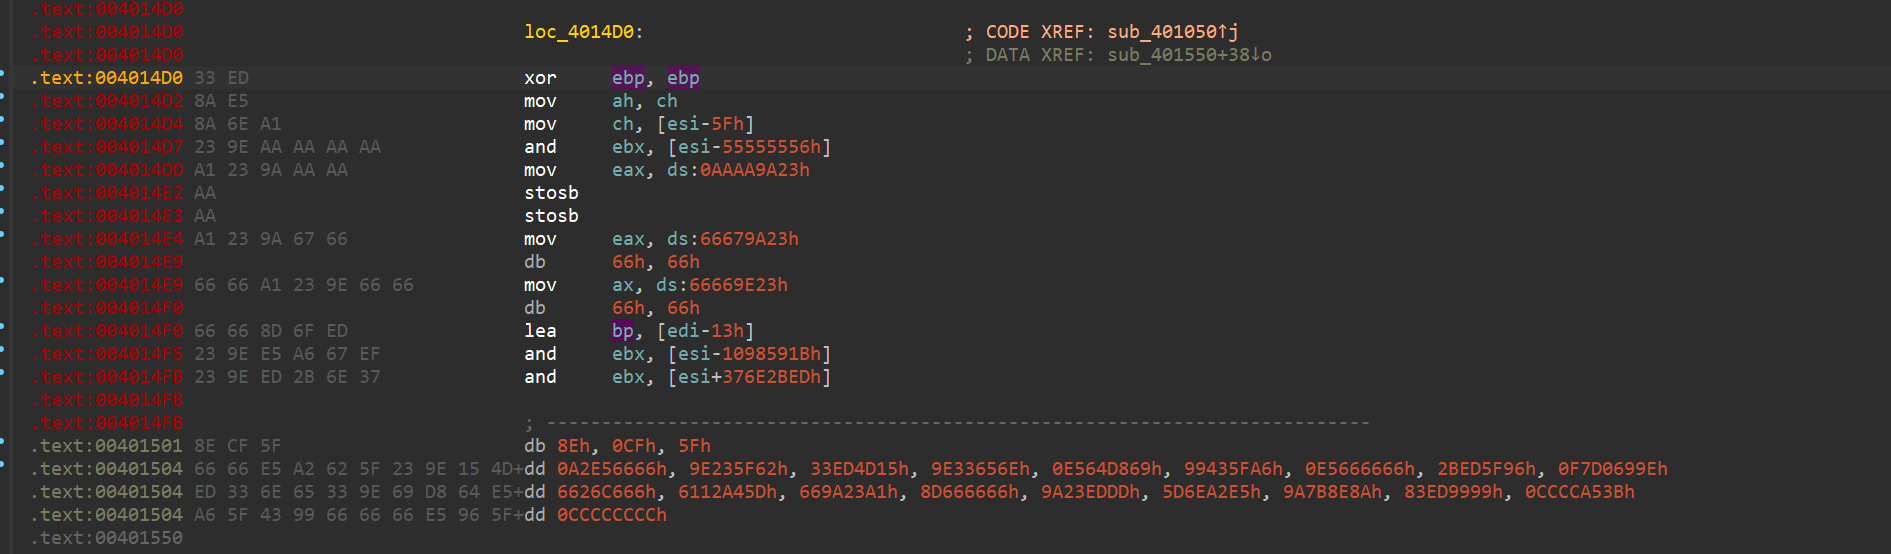 .text:004014D0
.text:004014D0 loc_4014D0: ; CODE XREF: sub_401050↑j
.text:004014D0 ; DATA XREF: sub_401550+38↓o
.text:004014D0 33 ED xor ebp, ebp
.text:004014D2 8A E5 mov ah, ch
.text:004014D4 8A 6E A1 mov ch, [esi-5Fh]
.text:004014D7 23 9E AA AA AA AA and ebx, [esi-55555556h]
.text:004014DD A1 23 9A AA AA mov eax, ds:0AAAA9A23h
.text:004014E2 AA stosb
.text:004014E3 AA stosb
.text:004014E4 A1 23 9A 67 66 mov eax, ds:66679A23h
.text:004014E9 db 66h, 66h
.text:004014E9 66 66 A1 23 9E 66 66 mov ax, ds:66669E23h
.text:004014F0 db 66h, 66h
.text:004014F0 66 66 8D 6F ED lea bp, [edi-13h]
.text:004014F5 23 9E E5 A6 67 EF and ebx, [esi-1098591Bh]
.text:004014FB 23 9E ED 2B 6E 37 and ebx, [esi+376E2BEDh]
.text:004014FB
.text:004014FB ; ---------------------------------------------------------------------------
.text:00401501 8E CF 5F db 8Eh, 0CFh, 5Fh
.text:00401504 66 66 E5 A2 62 5F 23 9E 15 4D+dd 0A2E56666h, 9E235F62h, 33ED4D15h, 9E33656Eh, 0E564D869h, 99435FA6h, 0E5666666h, 2BED5F96h, 0F7D0699Eh
.text:00401504 ED 33 6E 65 33 9E 69 D8 64 E5+dd 6626C666h, 6112A45Dh, 669A23A1h, 8D666666h, 9A23EDDDh, 5D6EA2E5h, 9A7B8E8Ah, 83ED9999h, 0CCCCA53Bh
.text:00401504 A6 5F 43 99 66 66 66 E5 96 5F+dd 0CCCCCCCCh
.text:00401550